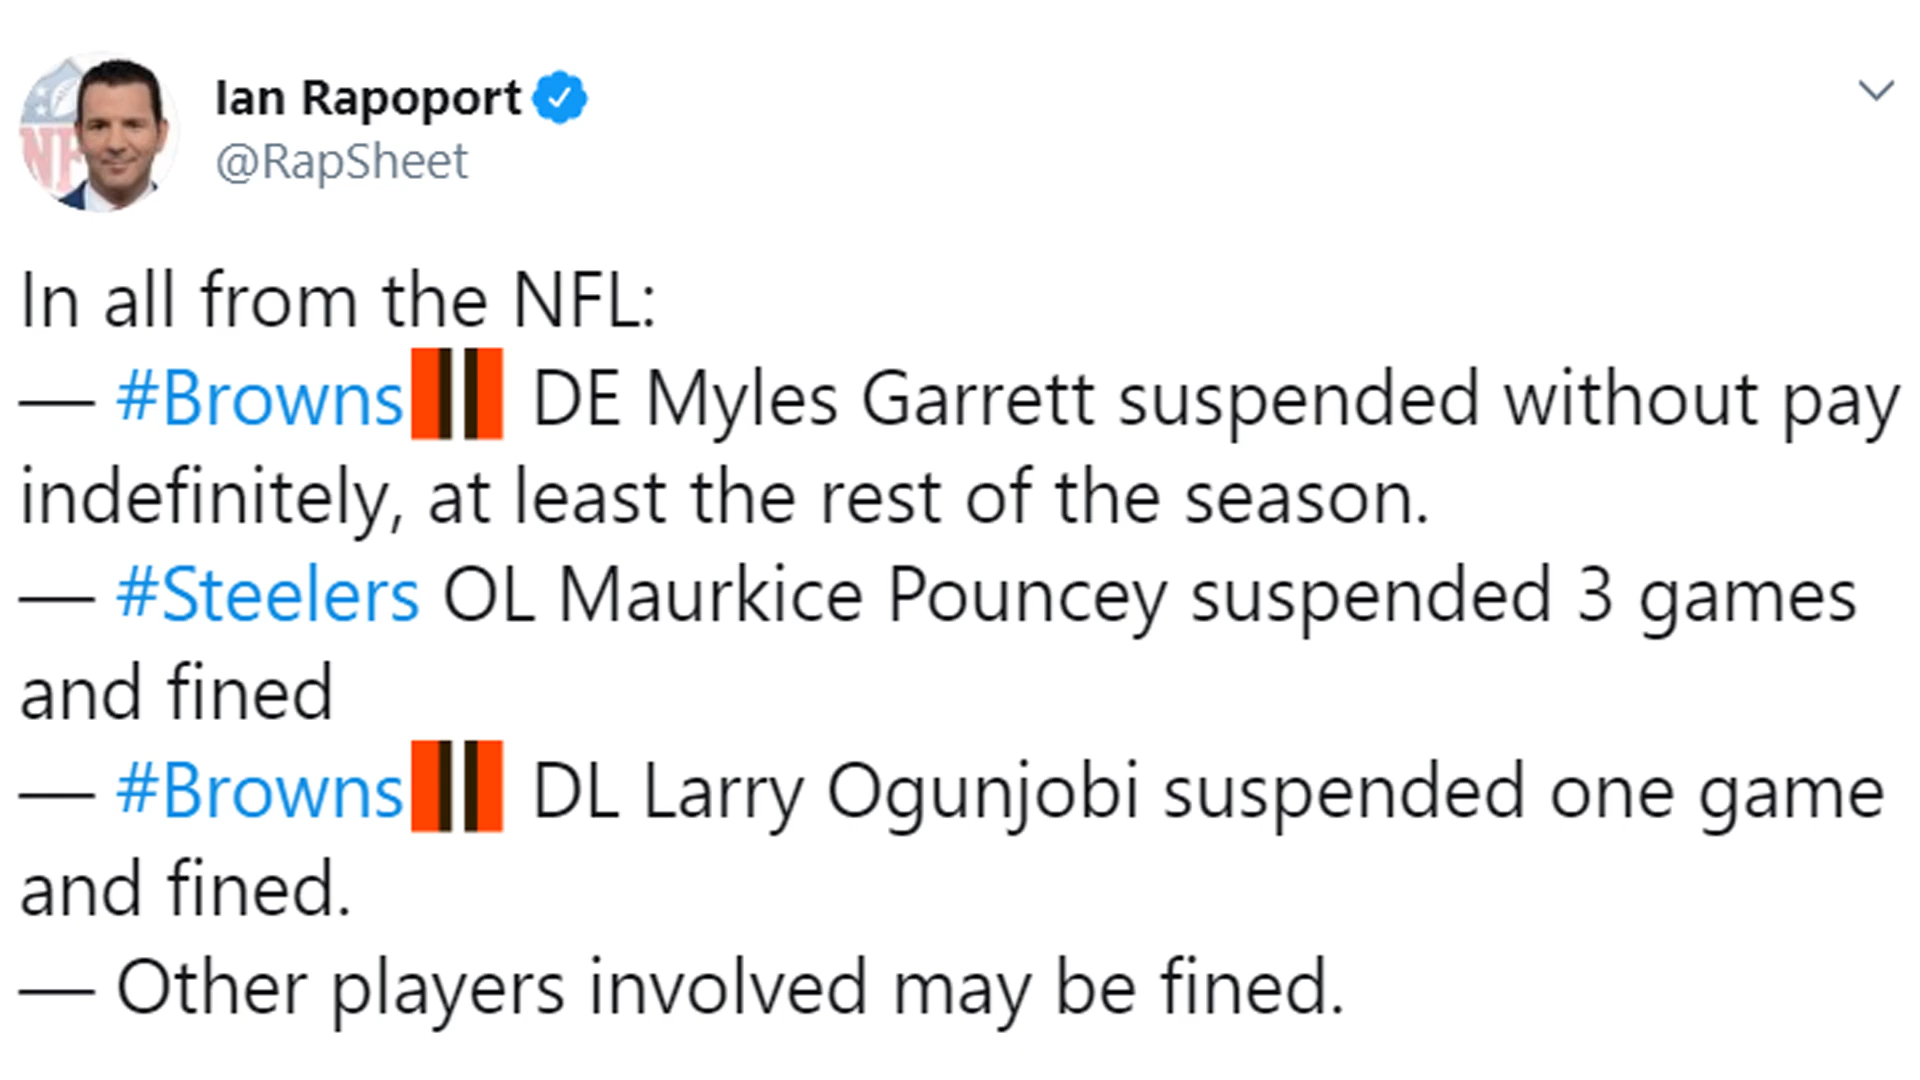 Ian Rapoport
@RapSheet
In all from the NFL:
— #Browns DE Myles Garrett suspended without pay
indefinitely, at least the rest of the season.
— #Steelers OL Maurkice Pouncey suspended 3 games
and fined
— #Browns DL Larry Ogunjobi suspended one game
and fined.
— Other players involved may be fined.